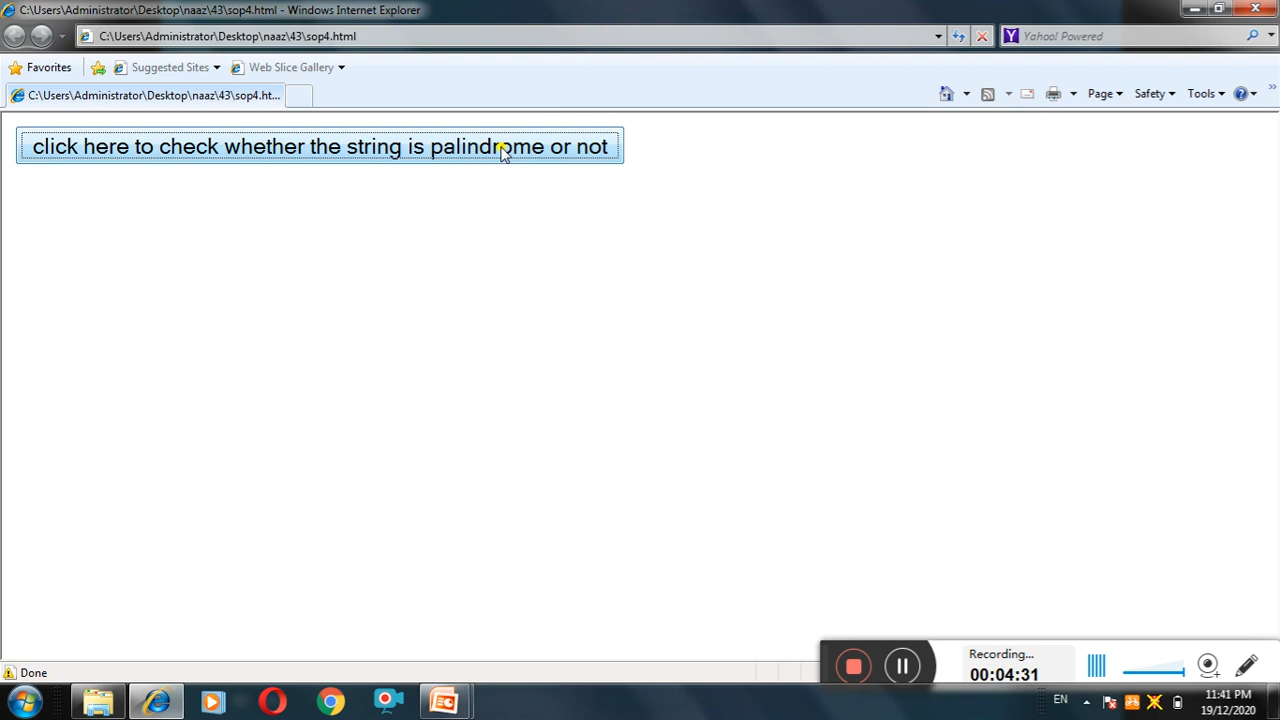 C:\Users\Administrator\Desktop\naaz\43\sop4.html - Windows Internet Explorer
C:\Users\Administrator\Desktop\naaz\43\sop4.html
Yahoo! Powered
Favorites
Suggested Sites
Web Slice Gallery
C:\Users\Administrator\Desktop\naaz\43\sop4.ht...
Page
Safety
Tools
click here to check whether the string is palindrome or not
Recording...
00:04:31
Done
EN
11:41 PM
19/12/2020